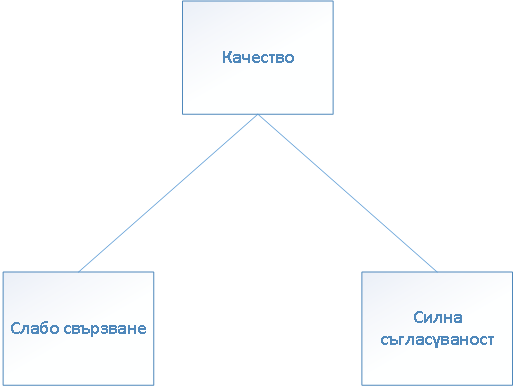 Качество
Слабо свързване
Силна
съгласуваност